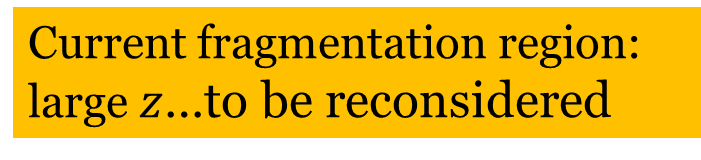 Current fragmentation region:
large z...to be reconsidered